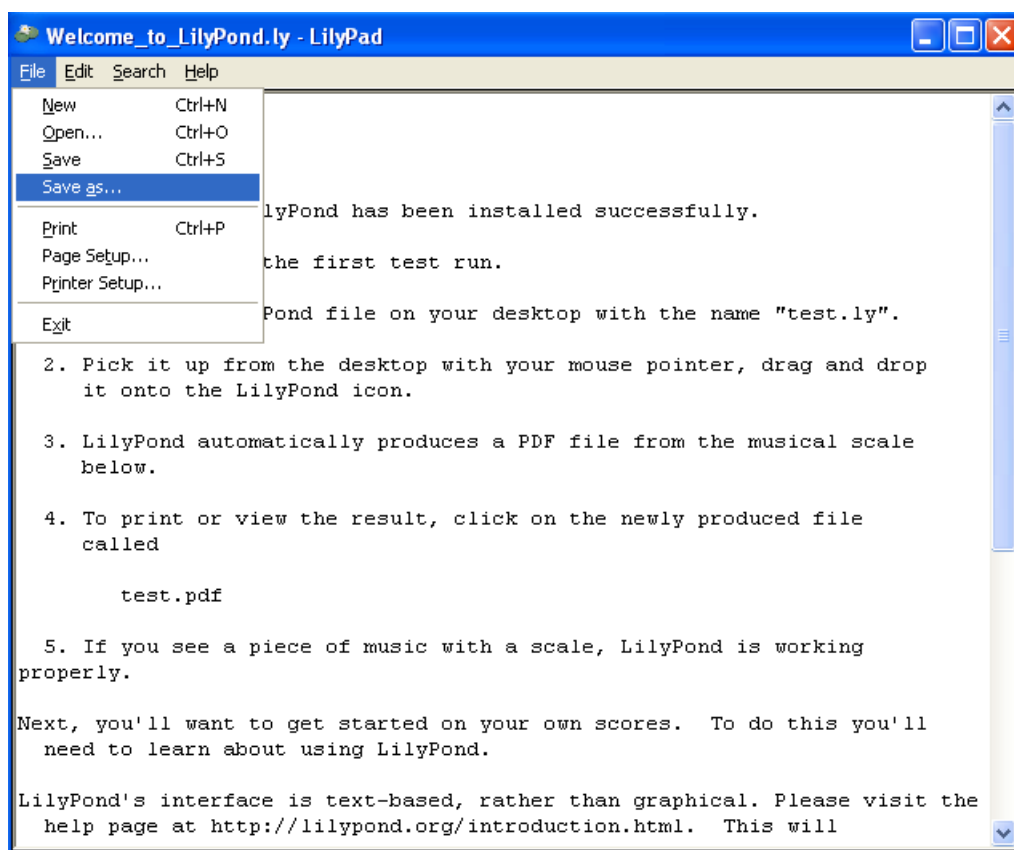 Welcome_to_LilyPond.ly - LilyPad
File Edit Search Help
New Ctrl+N
Open... Ctrl+O
Save Ctrl+S
Save as...
Print Ctrl+P
Page Setup...
Printer Setup...
Exit
lyPond has been installed successfully.
the first test run.
Pond file on your desktop with the name "test.ly".
2. Pick it up from the desktop with your mouse pointer, drag and drop
it onto the LilyPond icon.
3. LilyPond automatically produces a PDF file from the musical scale
below.
4. To print or view the result, click on the newly produced file
called
test.pdf
5. If you see a piece of music with a scale, LilyPond is working
properly.
Next, you'll want to get started on your own scores.  To do this you'll
need to learn about using LilyPond.
LilyPond's interface is text-based, rather than graphical. Please visit the
help page at http://lilypond.org/introduction.html.  This will